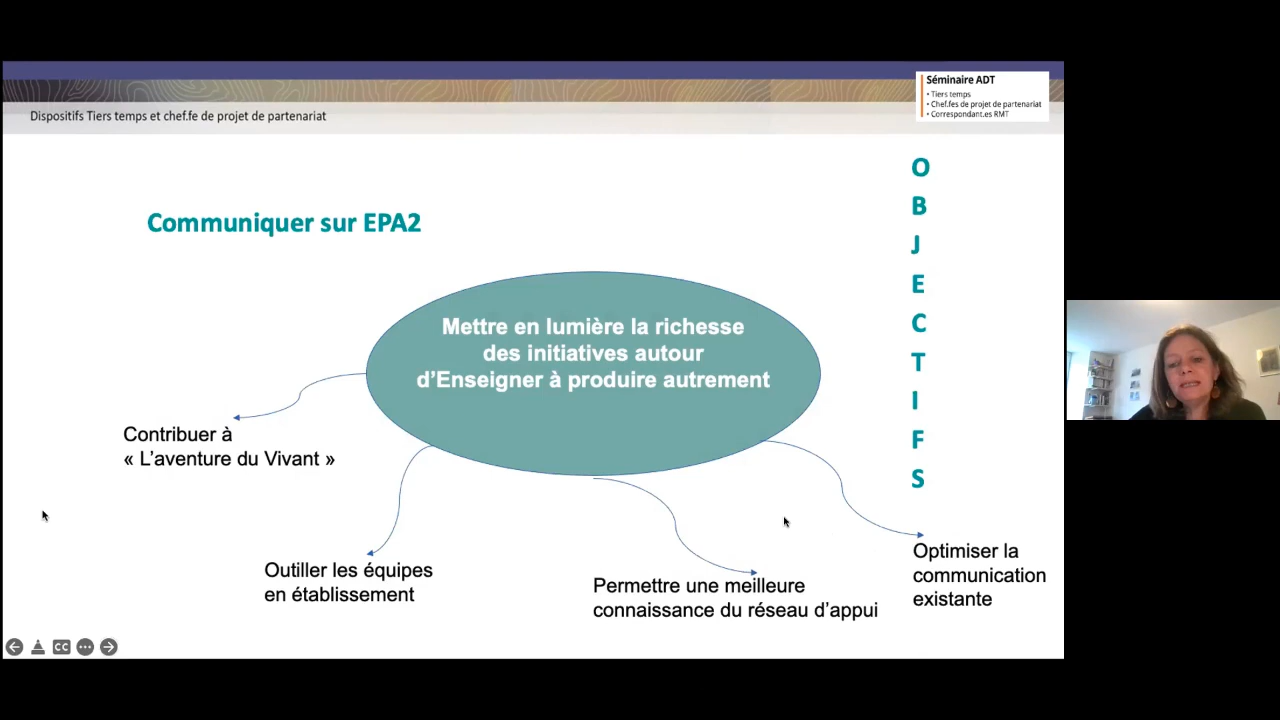 Séminaire ADT
• Tiers temps
• Chef.fes de projet de partenariat
• Correspondant.es RMT
Dispositifs Tiers temps et chef.fe de projet de partenariat
Communiquer sur EPA2
O
B
J
E
C
T
I
F
S
Mettre en lumière la richesse
des initiatives autour
d’Enseigner à produire autrement
Contribuer à
« L’aventure du Vivant »
Outiller les équipes
en établissement
Permettre une meilleure
connaissance du réseau d’appui
Optimiser la
communication
existante
CC